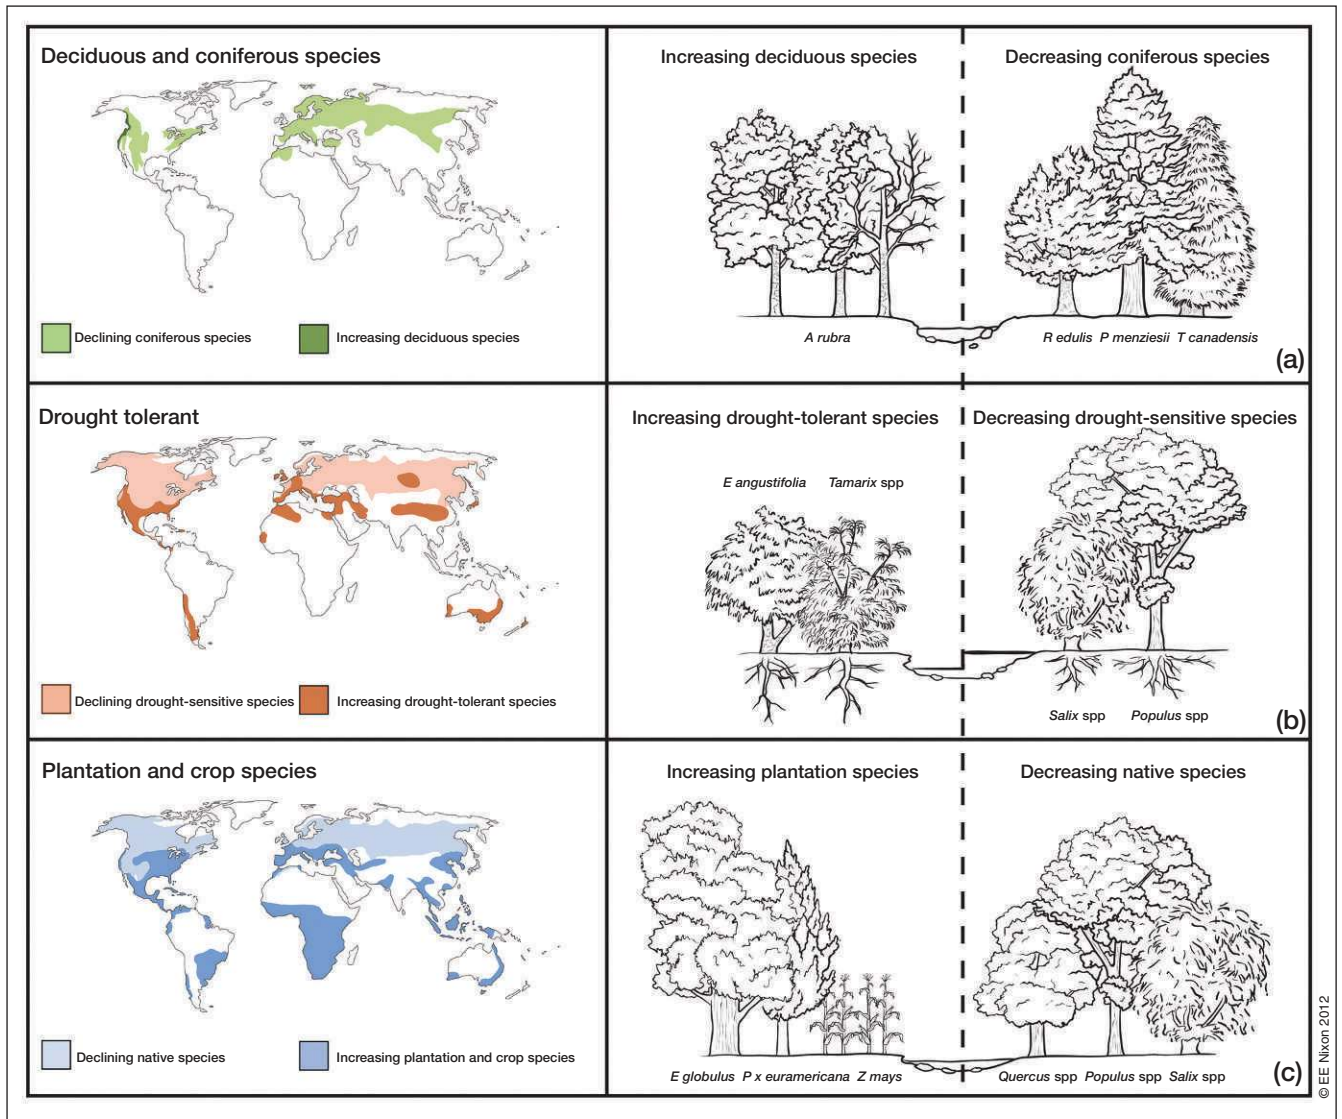 Deciduous and coniferous species
Increasing deciduous species
Decreasing coniferous species
Declining coniferous species
Increasing deciduous species
A rubra
R edulis P menziesii T canadensis
(a)
Drought tolerant
Increasing drought-tolerant species
Decreasing drought-sensitive species
E angustifolia Tamarix spp
Declining drought-sensitive species
Increasing drought-tolerant species
Salix spp Populus spp
(b)
Plantation and crop species
Increasing plantation species
Decreasing native species
Declining native species
Increasing plantation and crop species
E globulus P x euramericana Z mays
Quercus spp Populus spp Salix spp
(c)
© EE Nixon 2012